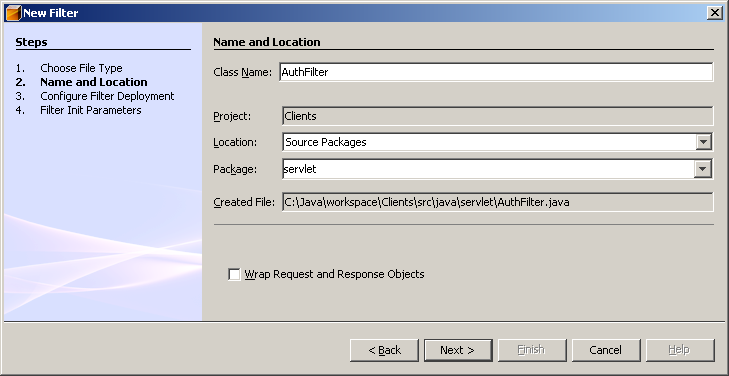 New Filter
Steps
1. Choose File Type
2. Name and Location
3. Configure Filter Deployment
4. Filter Init Parameters
Name and Location
Class Name: AuthFilter
Project: Clients
Location: Source Packages
Package: servlet
Created File: C:\Java\workspace\Clients\src\java\servlet\AuthFilter.java
Wrap Request and Response Objects
< Back Next > Finish Cancel Help